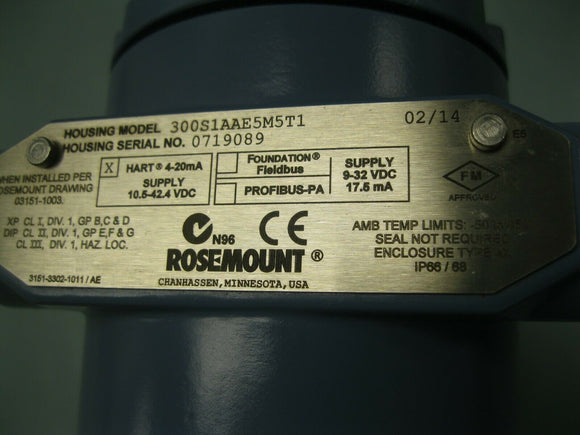 HOUSING MODEL 300S1AAE5M5T1 02/14
HOUSING SERIAL NO. 0719089
E5
WHEN INSTALLED PER
ROSEMOUNT DRAWING
03151-1003.
X HART® 4-20mA
SUPPLY
10.5-42.4 VDC
FOUNDATION®
Fieldbus
PROFIBUS-PA
SUPPLY
9-32 VDC
17.5 mA
FM
APPROVED
XP CL I, DIV. 1, GP B,C & D
DIP CL II, DIV. 1, GP E,F & G
CL III, DIV. 1, HAZ. LOC.
3151-3302-1011 / AE
C N96 CE
ROSEMOUNT®
CHANHASSEN, MINNESOTA, USA
AMB TEMP LIMITS:
SEAL NOT REQUIRED
ENCLOSURE TYPE
IP66 / 68